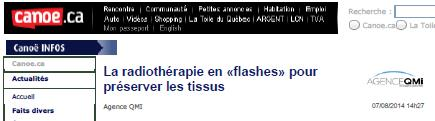 canoe.ca
Rencontre | Communauté | Petites annonces | Habitation | Emploi
Auto | Vidéos | Shopping | La Toile du Québec | ARGENT | LCN | TVA
Mon passeport | English
Recherche :
Canoe.ca La Toile
Canoë INFOS
Canoe.ca
Actualités
Accueil
Faits divers
La radiothérapie en «flashes» pour
préserver les tissus
Agence QMI
AGENCEQMI
07/08/2014 14h27